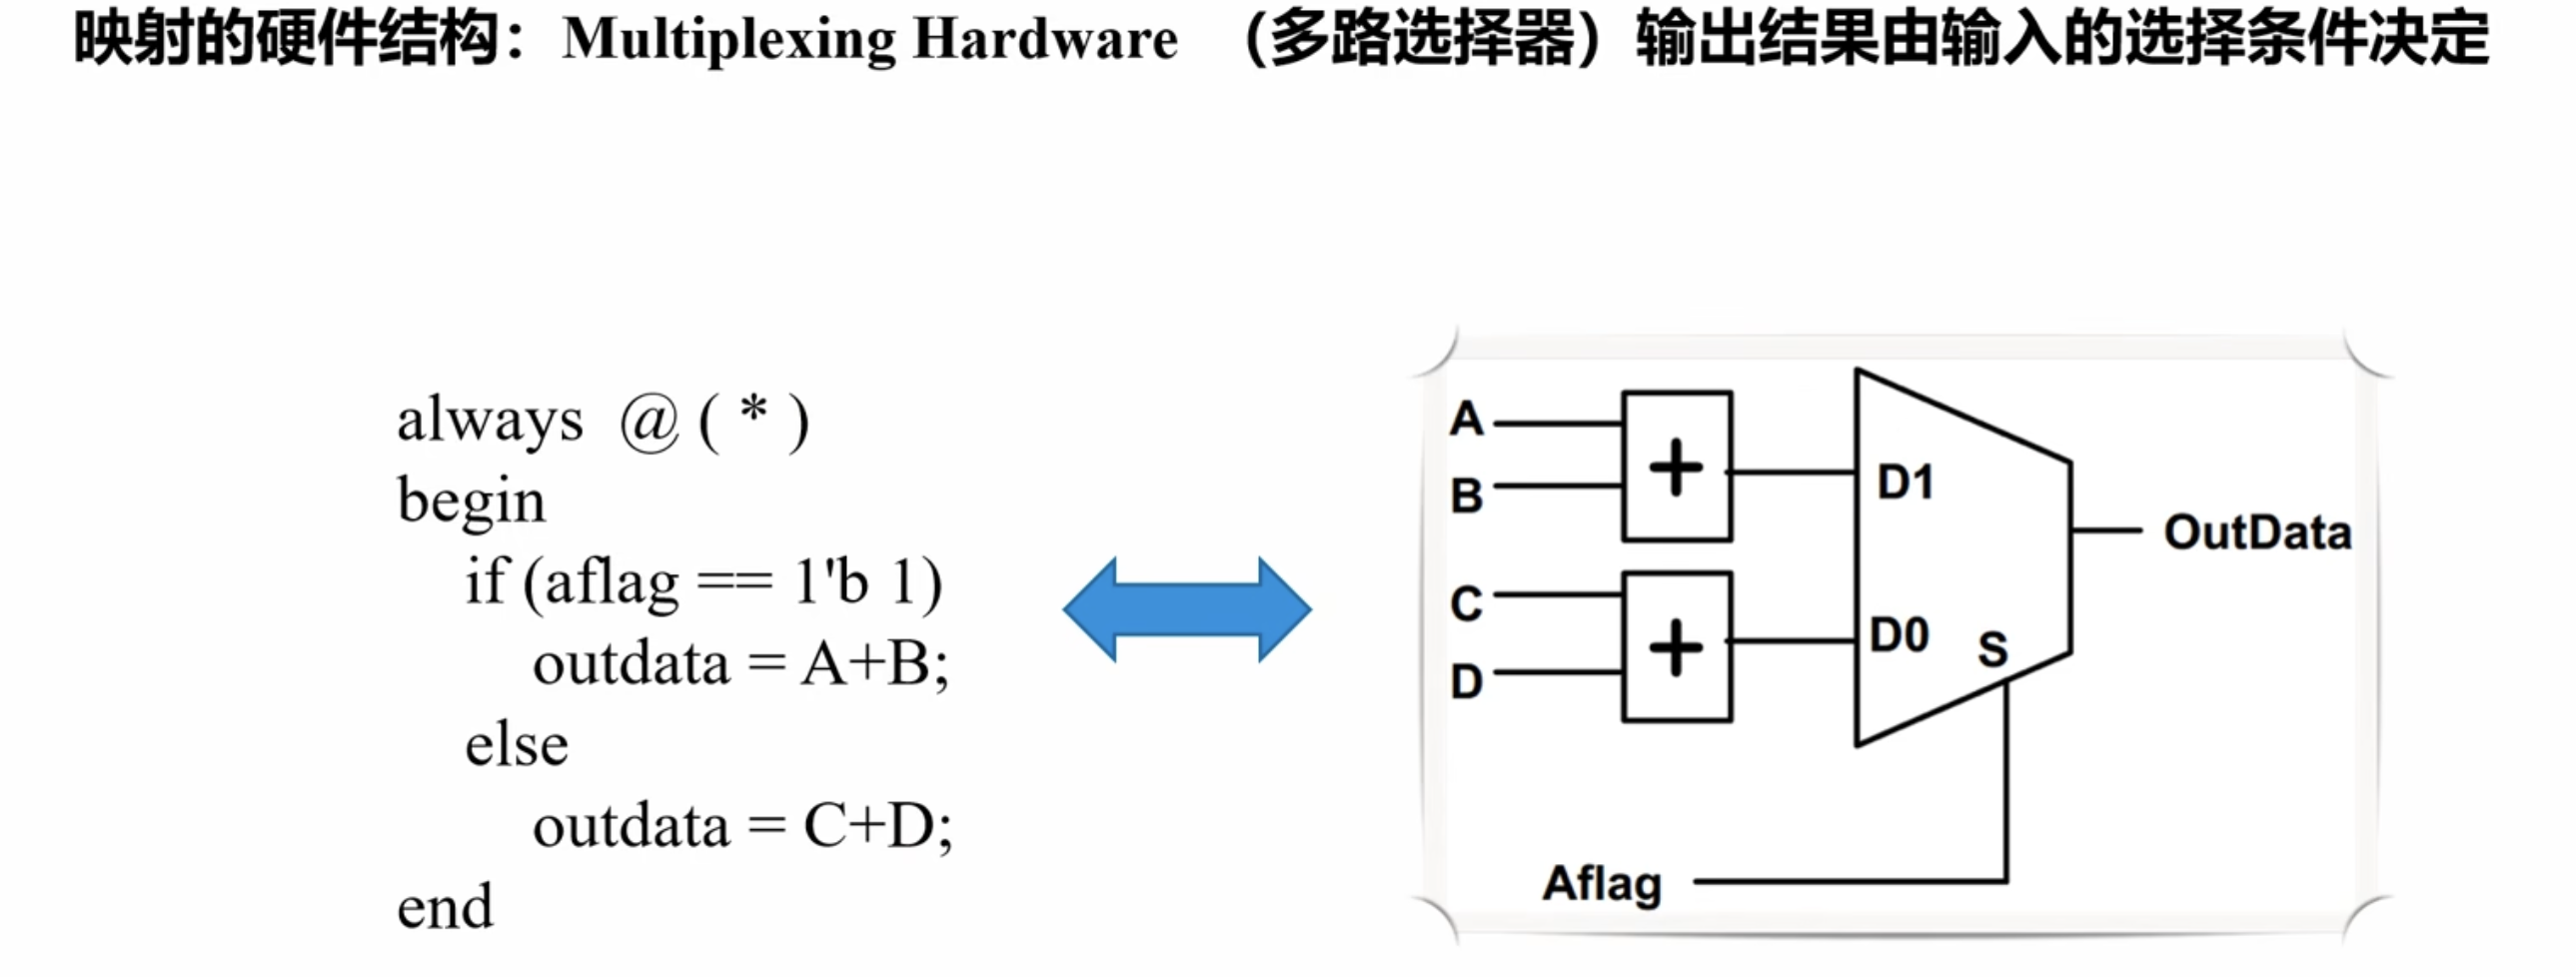 映射的硬件结构：Multiplexing Hardware （多路选择器）输出结果由输入的选择条件决定
always @ ( * )
begin
if (aflag == 1'b 1)
outdata = A+B;
else
outdata = C+D;
end
A
B
+
D1
C
D
+
D0
S
OutData
Aflag